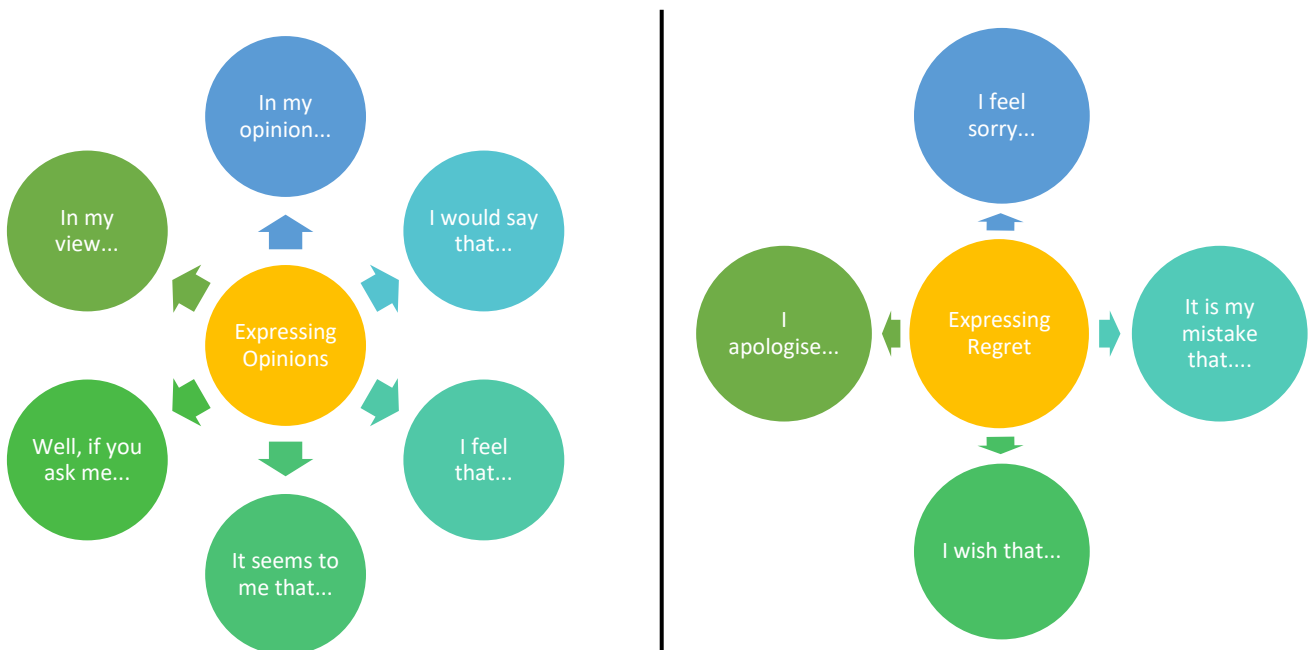 In my
opinion...
I would say
that...
I feel
that...
It seems to
me that...
Well, if you
ask me...
In my
view...
Expressing
Opinions
I feel
sorry...
It is my
mistake
that....
I wish that...
I
apologise...
Expressing
Regret